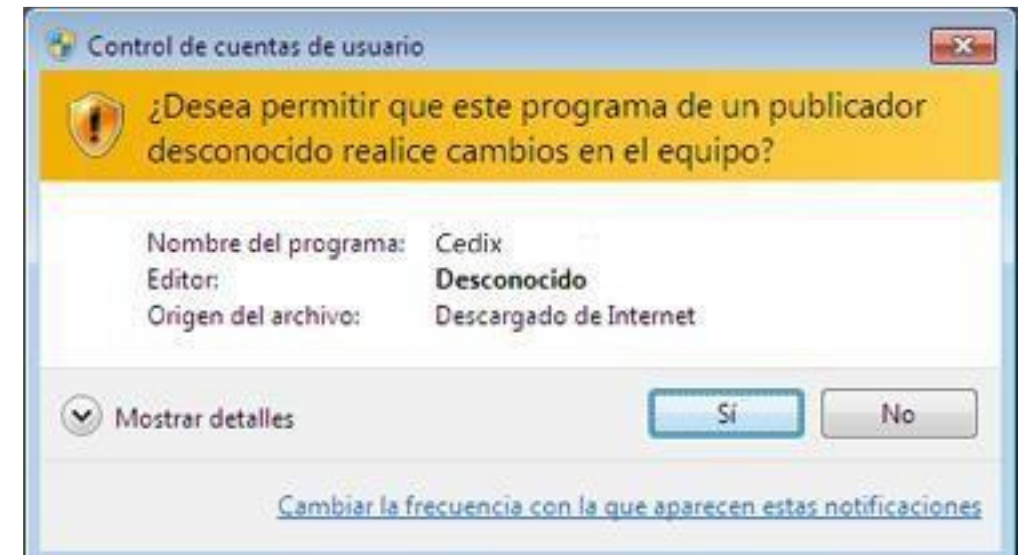 Control de cuentas de usuario
¿Desea permitir que este programa de un publicador
desconocido realice cambios en el equipo?
Nombre del programa: Cedix
Editor: Desconocido
Origen del archivo: Descargado de Internet
Mostrar detalles
Sí
No
Cambiar la frecuencia con la que aparecen estas notificaciones